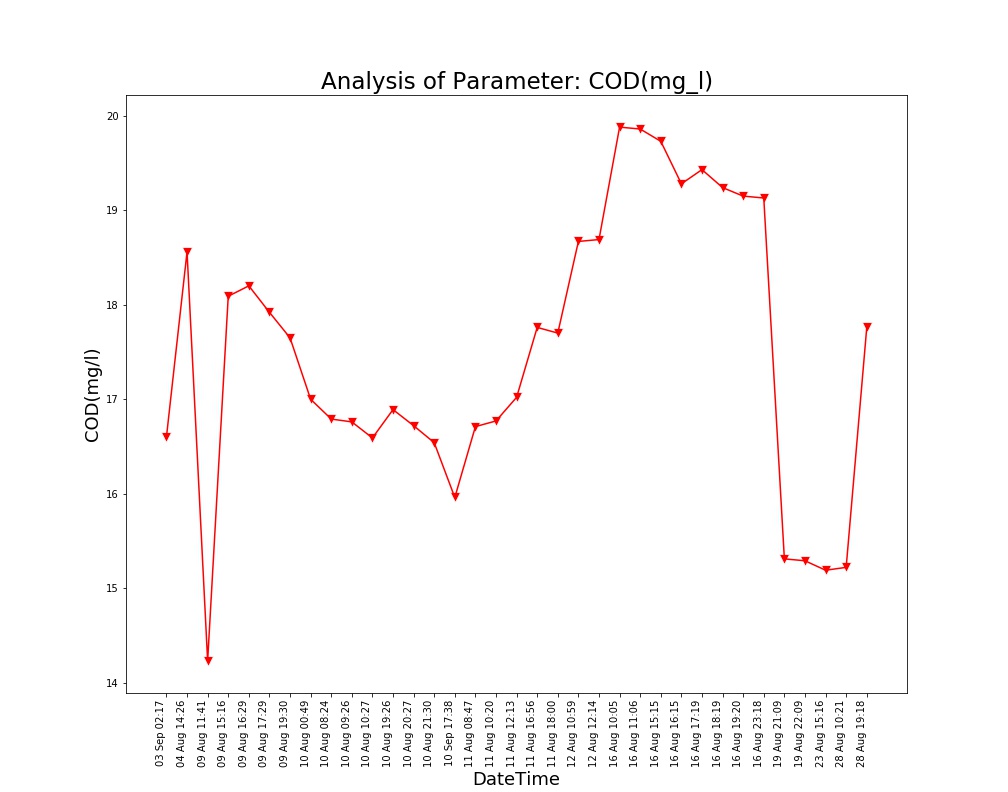 Analysis of Parameter: COD(mg_l)
20
19
18
17
16
15
14
COD(mg/l)
03 Sep 02:17
04 Aug 14:26
09 Aug 11:41
09 Aug 15:16
09 Aug 16:29
09 Aug 17:29
09 Aug 19:30
10 Aug 00:49
10 Aug 08:24
10 Aug 09:26
10 Aug 10:27
10 Aug 19:26
10 Aug 20:27
10 Aug 21:30
10 Sep 17:38
11 Aug 08:47
11 Aug 10:20
11 Aug 12:13
11 Aug 16:56
11 Aug 18:00
12 Aug 10:59
12 Aug 12:14
16 Aug 10:05
16 Aug 11:06
16 Aug 15:15
16 Aug 16:15
16 Aug 17:19
16 Aug 18:19
16 Aug 19:20
16 Aug 23:18
19 Aug 21:09
19 Aug 22:09
23 Aug 15:16
28 Aug 10:21
28 Aug 19:18
DateTime